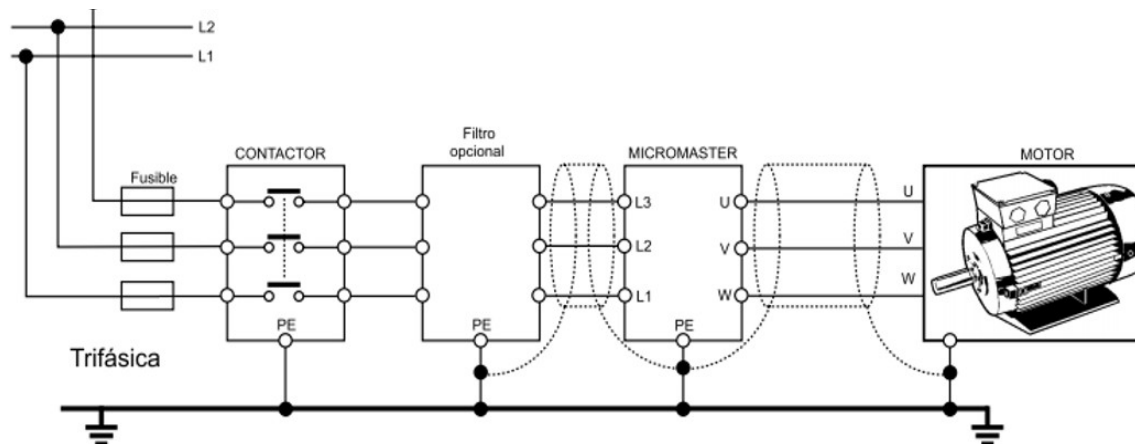 L2
L1
Filtro
opcional
CONTACTOR
MICROMASTER
MOTOR
Fusible
L3
U
U
L2
V
V
L1
W
W
PE
PE
PE
Trifásica